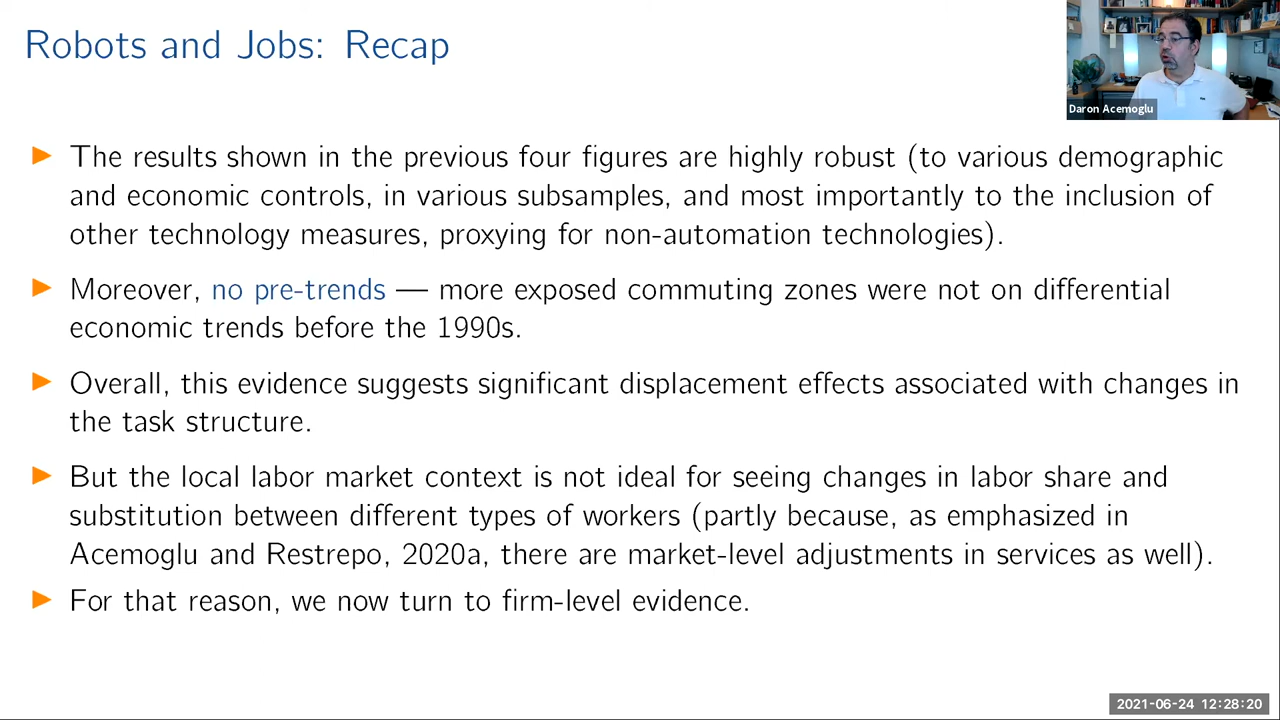 Robots and Jobs: Recap
Daron Acemoglu
The results shown in the previous four figures are highly robust (to various demographic
and economic controls, in various subsamples, and most importantly to the inclusion of
other technology measures, proxying for non-automation technologies).
Moreover, no pre-trends — more exposed commuting zones were not on differential
economic trends before the 1990s.
Overall, this evidence suggests significant displacement effects associated with changes in
the task structure.
But the local labor market context is not ideal for seeing changes in labor share and
substitution between different types of workers (partly because, as emphasized in
Acemoglu and Restrepo, 2020a, there are market-level adjustments in services as well).
For that reason, we now turn to firm-level evidence.
2021-06-24 12:28:20